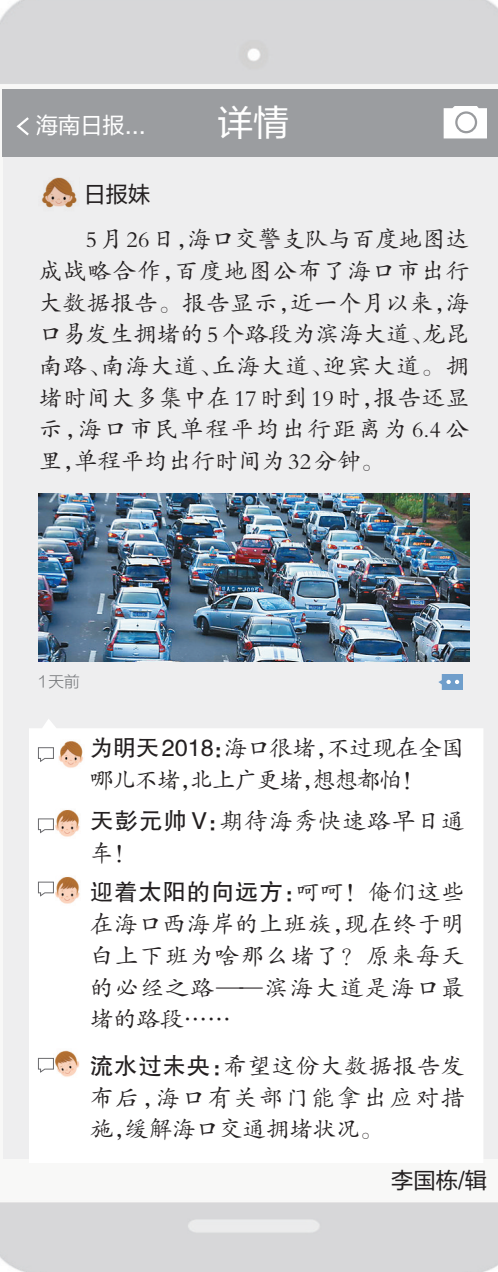 海南日报...
详情
日报妹
5月26日,海口交警支队与百度地图达
成战略合作,百度地图公布了海口市出行
大数据报告。报告显示,近一个月以来,海
口易发生拥堵的5个路段为滨海大道、龙昆
南路、南海大道、丘海大道、迎宾大道。拥
堵时间大多集中在17时到19时,报告还显
示,海口市民单程平均出行距离为6.4公
里,单程平均出行时间为32分钟。
1天前
为明天2018:海口很堵,不过现在全国
哪儿不堵,北上广更堵,想想都怕!
天彭元帅V:期待海秀快速路早日通
车!
迎着太阳的向远方:呵呵!俺们这些
在海口西海岸的上班族,现在终于明
白上下班为啥那么堵了?原来每天
的必经之路——滨海大道是海口最
堵的路段……
流水过未央:希望这份大数据报告发
布后,海口有关部门能拿出应对措
施,缓解海口交通拥堵状况。
李国栋/辑